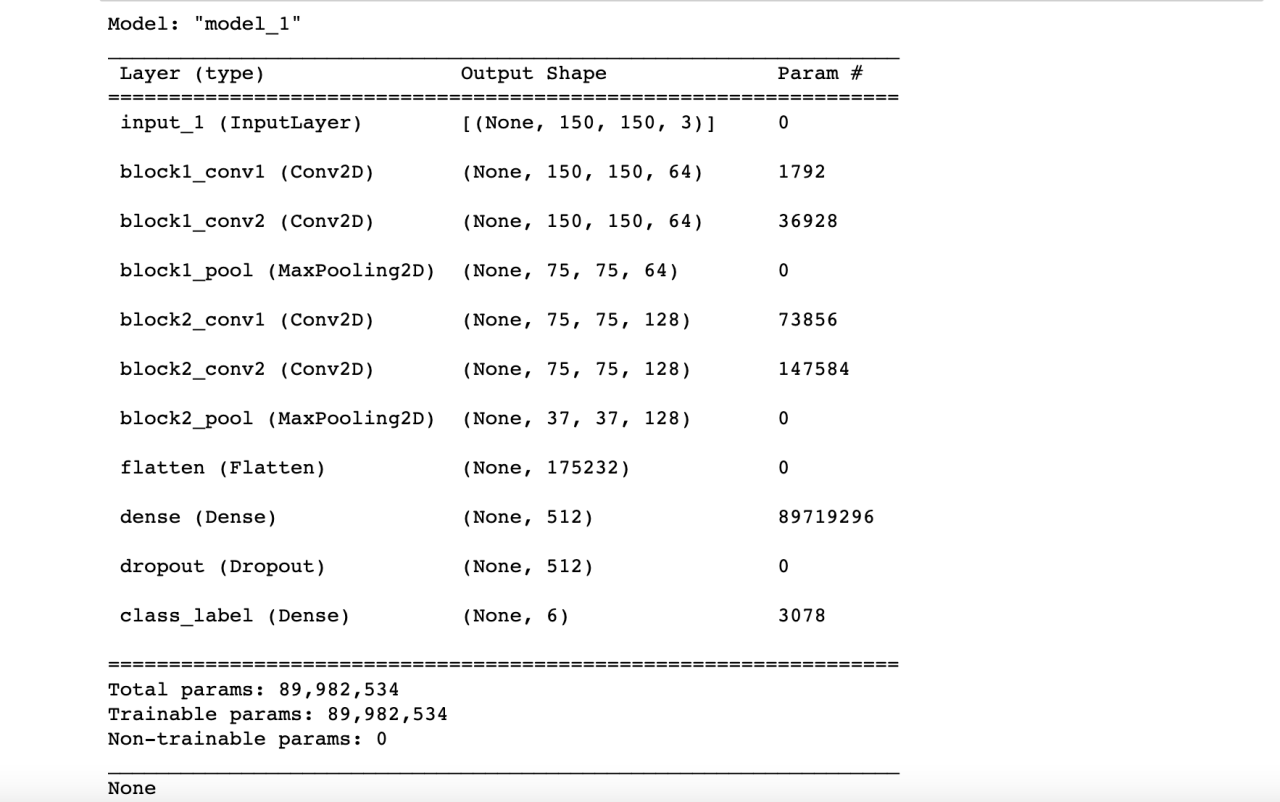 Model: "model_1"
Layer (type) Output Shape Param #
=================================================================
input_1 (InputLayer) [(None, 150, 150, 3)] 0
block1_conv1 (Conv2D) (None, 150, 150, 64) 1792
block1_conv2 (Conv2D) (None, 150, 150, 64) 36928
block1_pool (MaxPooling2D) (None, 75, 75, 64) 0
block2_conv1 (Conv2D) (None, 75, 75, 128) 73856
block2_conv2 (Conv2D) (None, 75, 75, 128) 147584
block2_pool (MaxPooling2D) (None, 37, 37, 128) 0
flatten (Flatten) (None, 175232) 0
dense (Dense) (None, 512) 89719296
dropout (Dropout) (None, 512) 0
class_label (Dense) (None, 6) 3078
=================================================================
Total params: 89,982,534
Trainable params: 89,982,534
Non-trainable params: 0
None